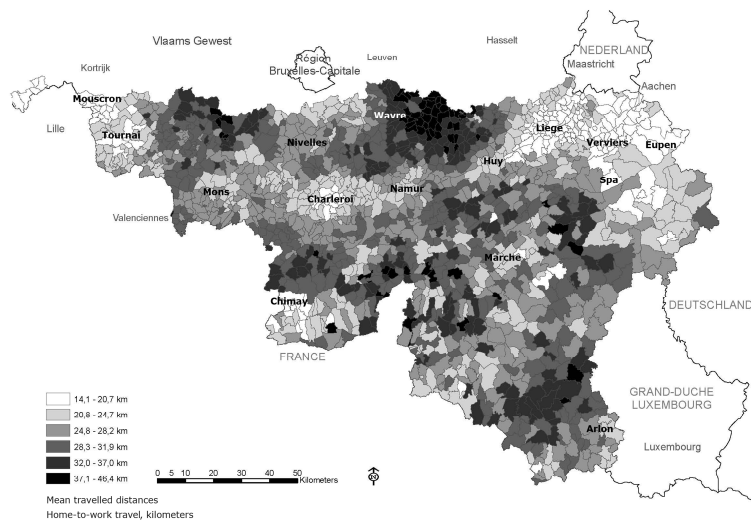 NEDERLAND
Vlaams Gewest
Hasselt
Leuven
Région
Bruxelles-Capitale
Maastricht
Kortrijk
Aachen
Mouscron
Wavre
Lille
Tournai
Liege
Nivelles
Verviers
Eupen
Huy
Spa
Mons
Namur
Charleroi
Valenciennes
Marche
Chimay
DEUTSCHLAND
FRANCE
GRAND-DUCHE
LUXEMBOURG
Arlon
Luxembourg
14,1 - 20,7 km
20,8 - 24,7 km
24,8 - 28,2 km
28,3 - 31,9 km
32,0 - 37,0 km
37,1 - 46,4 km
0 5 10 20 30 40 50
Kilometers
N
Mean travelled distances
Home-to-work travel, kilometers